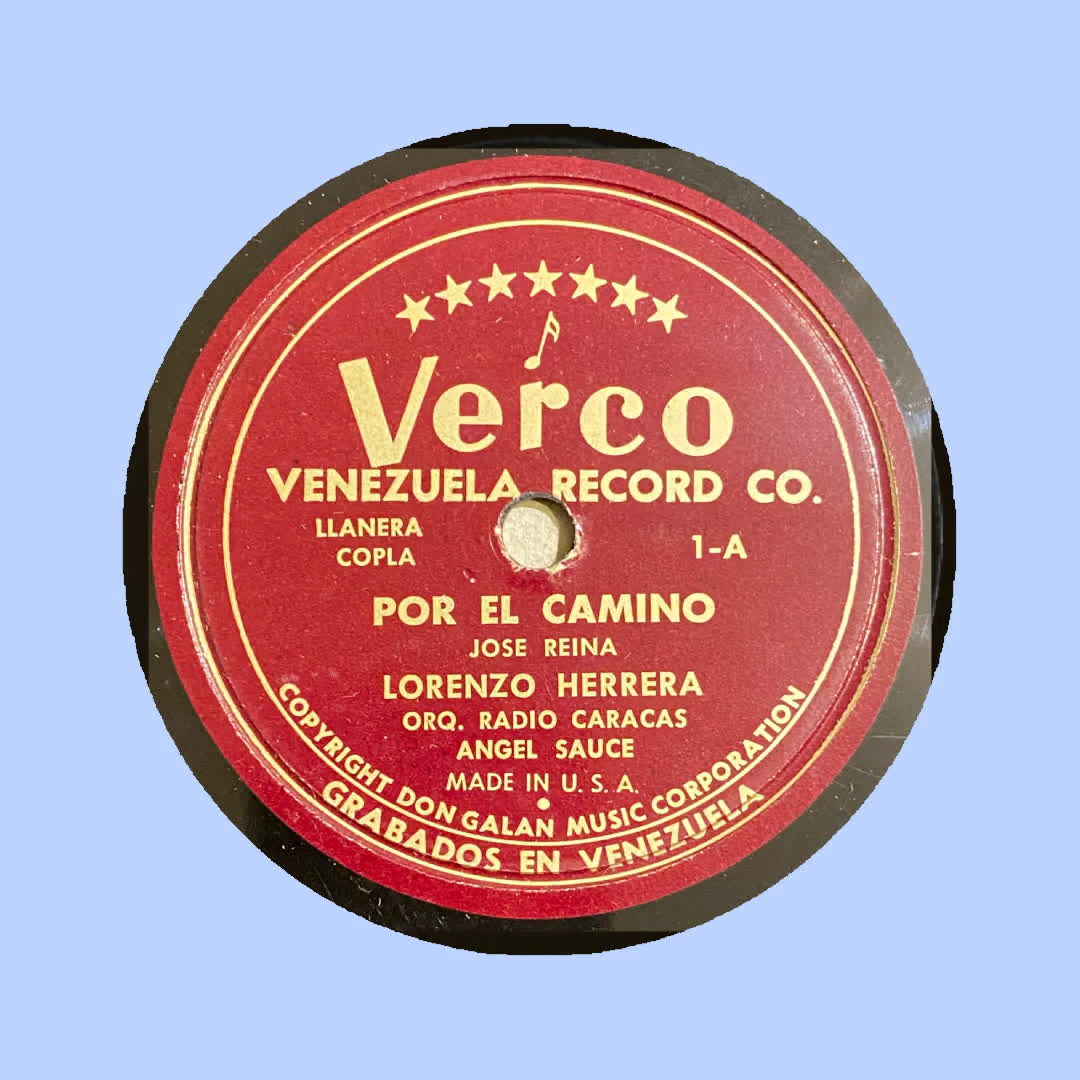 Verco
VENEZUELA RECORD CO.
LLANERA
COPLA
1-A
POR EL CAMINO
JOSE REINA
LORENZO HERRERA
ORQ. RADIO CARACAS
ANGEL SAUCE
MADE IN U. S. A.
COPYRIGHT DON GALAN MUSIC CORPORATION
GRABADOS EN VENEZUELA